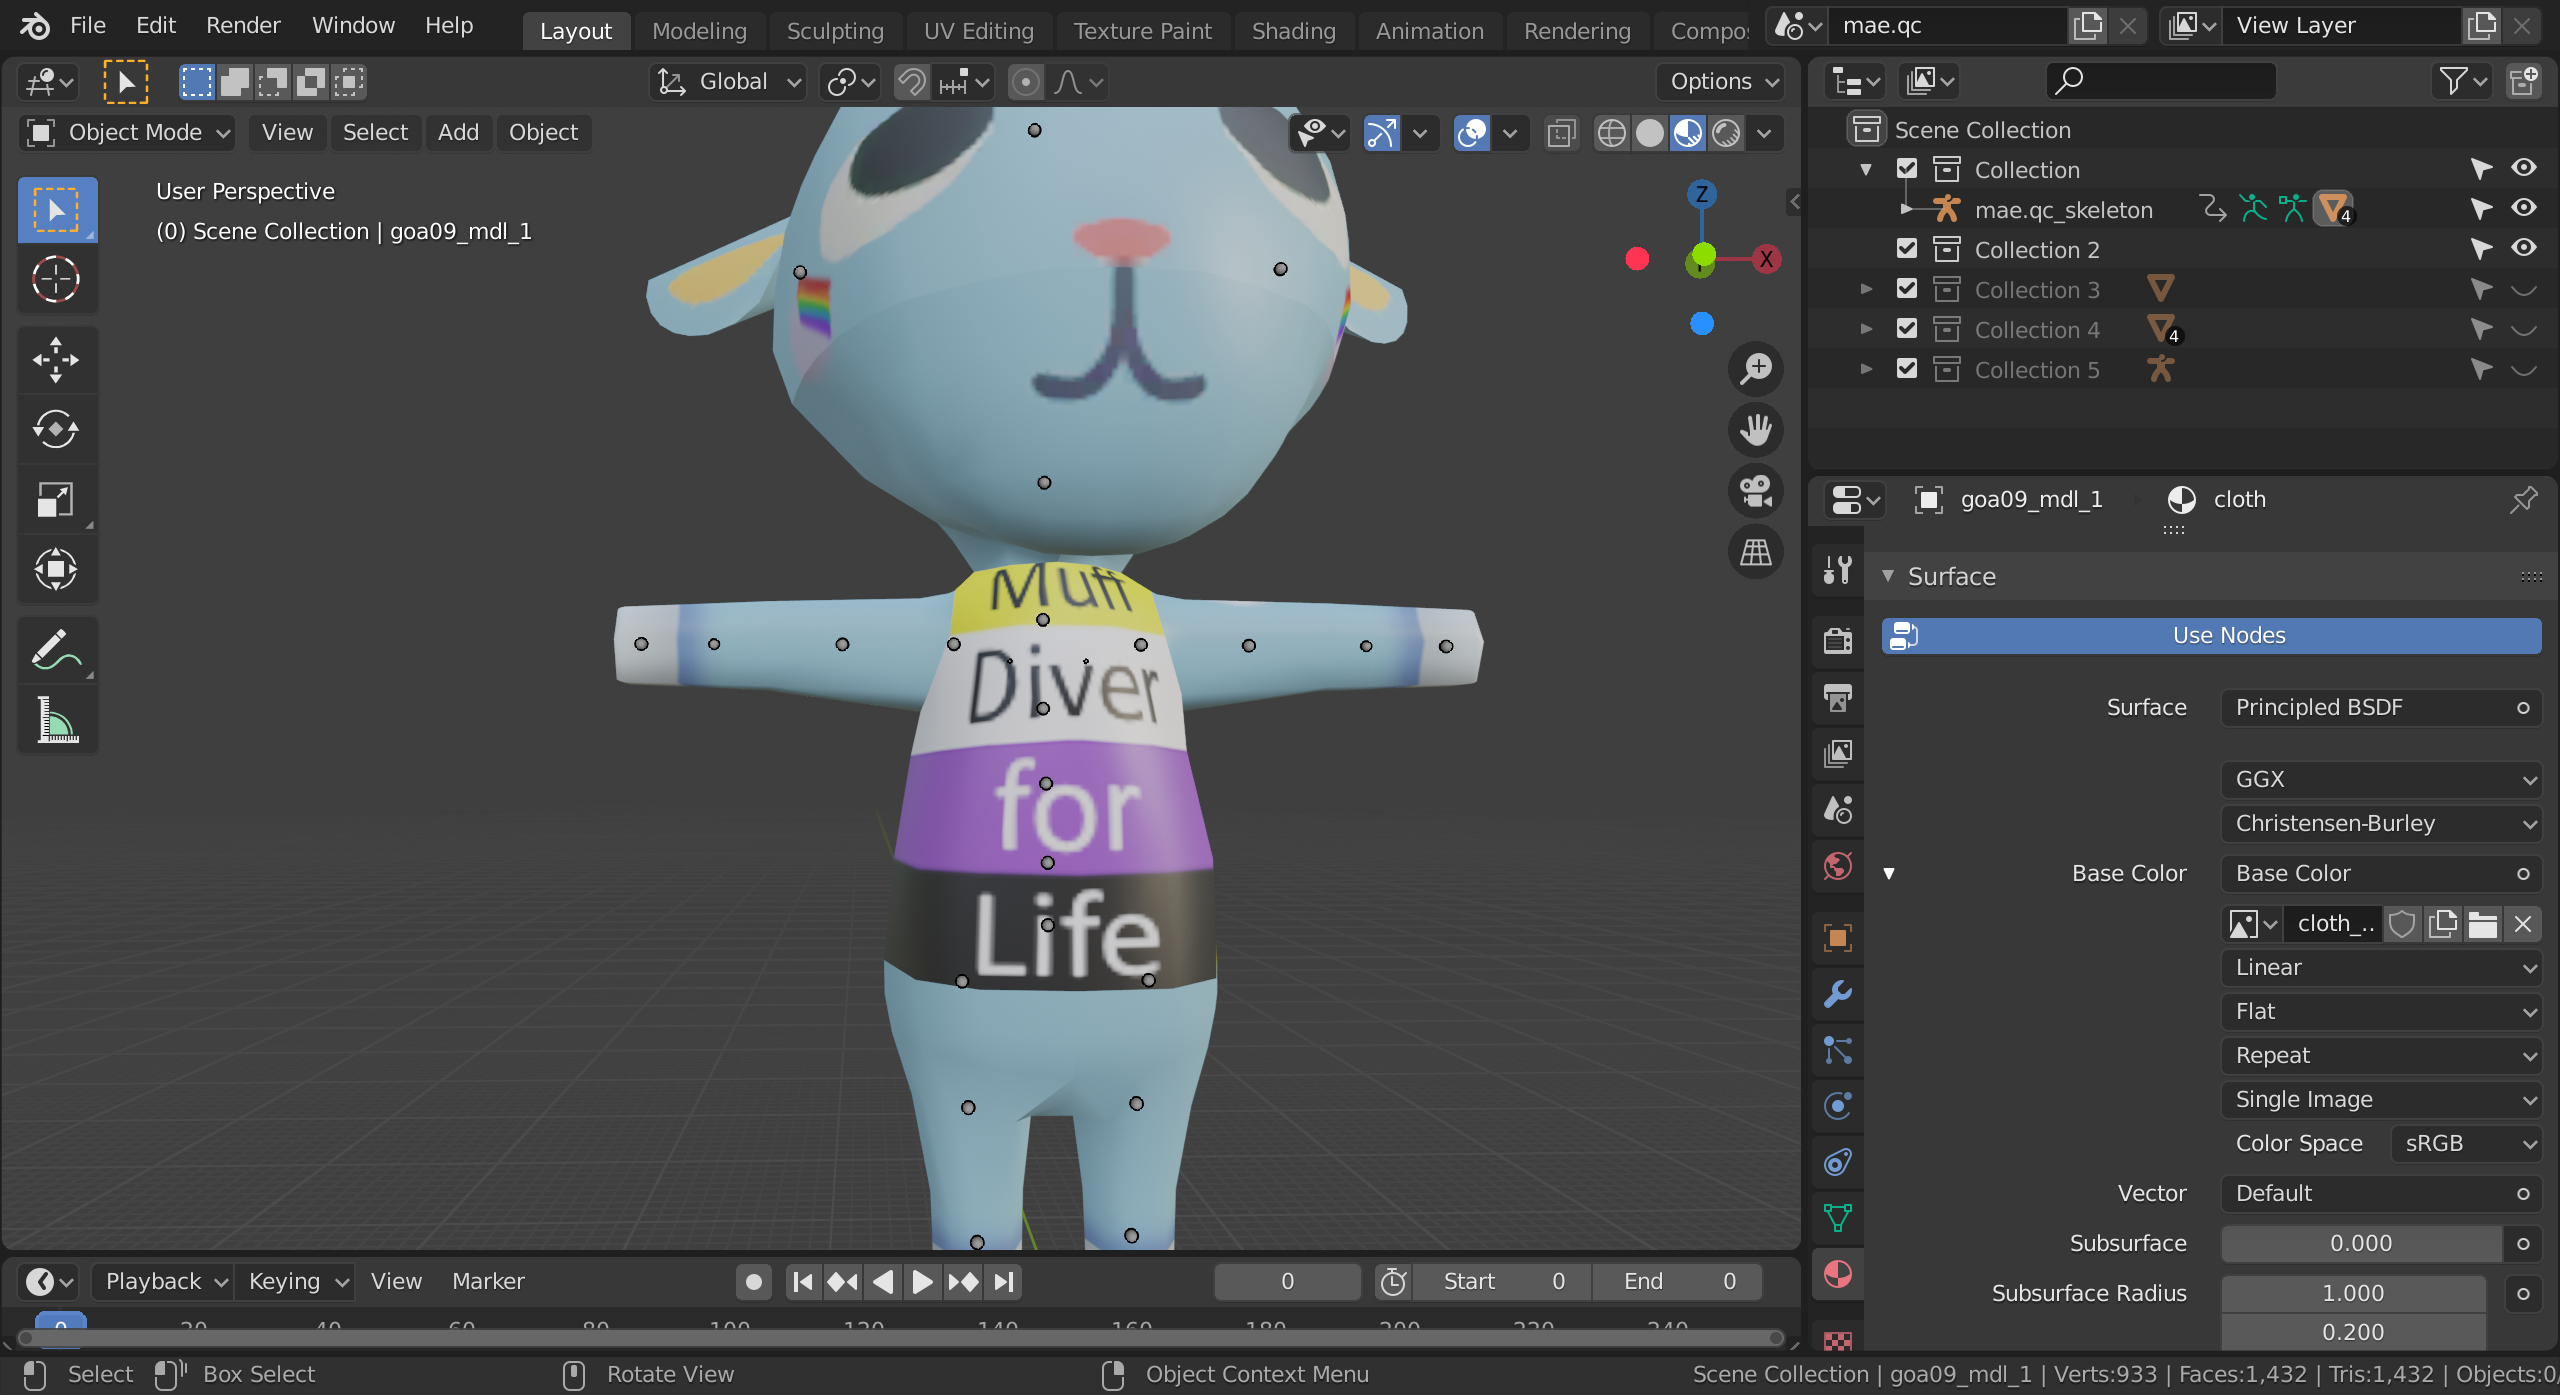 File Edit Render Window Help
Layout Modeling Sculpting UV Editing Texture Paint Shading Animation Rendering
mae.qc
View Layer
Global
Options
Object Mode View Select Add Object
User Perspective
(0) Scene Collection | goa09_mdl_1
Z
X
Muff
Diver
for
Life
Scene Collection
Collection
mae.qc_skeleton
4
Collection 2
Collection 3
Collection 4
4
Collection 5
goa09_mdl_1 cloth
Surface
Use Nodes
Surface Principled BSDF
GGX
Christensen-Burley
Base Color Base Color
cloth_..
Linear
Flat
Repeat
Single Image
Color Space sRGB
Vector Default
Subsurface 0.000
Subsurface Radius 1.000
0.200
Playback Keying View Marker
0
Start 0
End 0
0 20 40 60 80 100 120 140 160 180 200 220 240
Select Box Select Rotate View Object Context Menu
Scene Collection | goa09_mdl_1 | Verts:933 | Faces:1,432 | Tris:1,432 | Objects:0